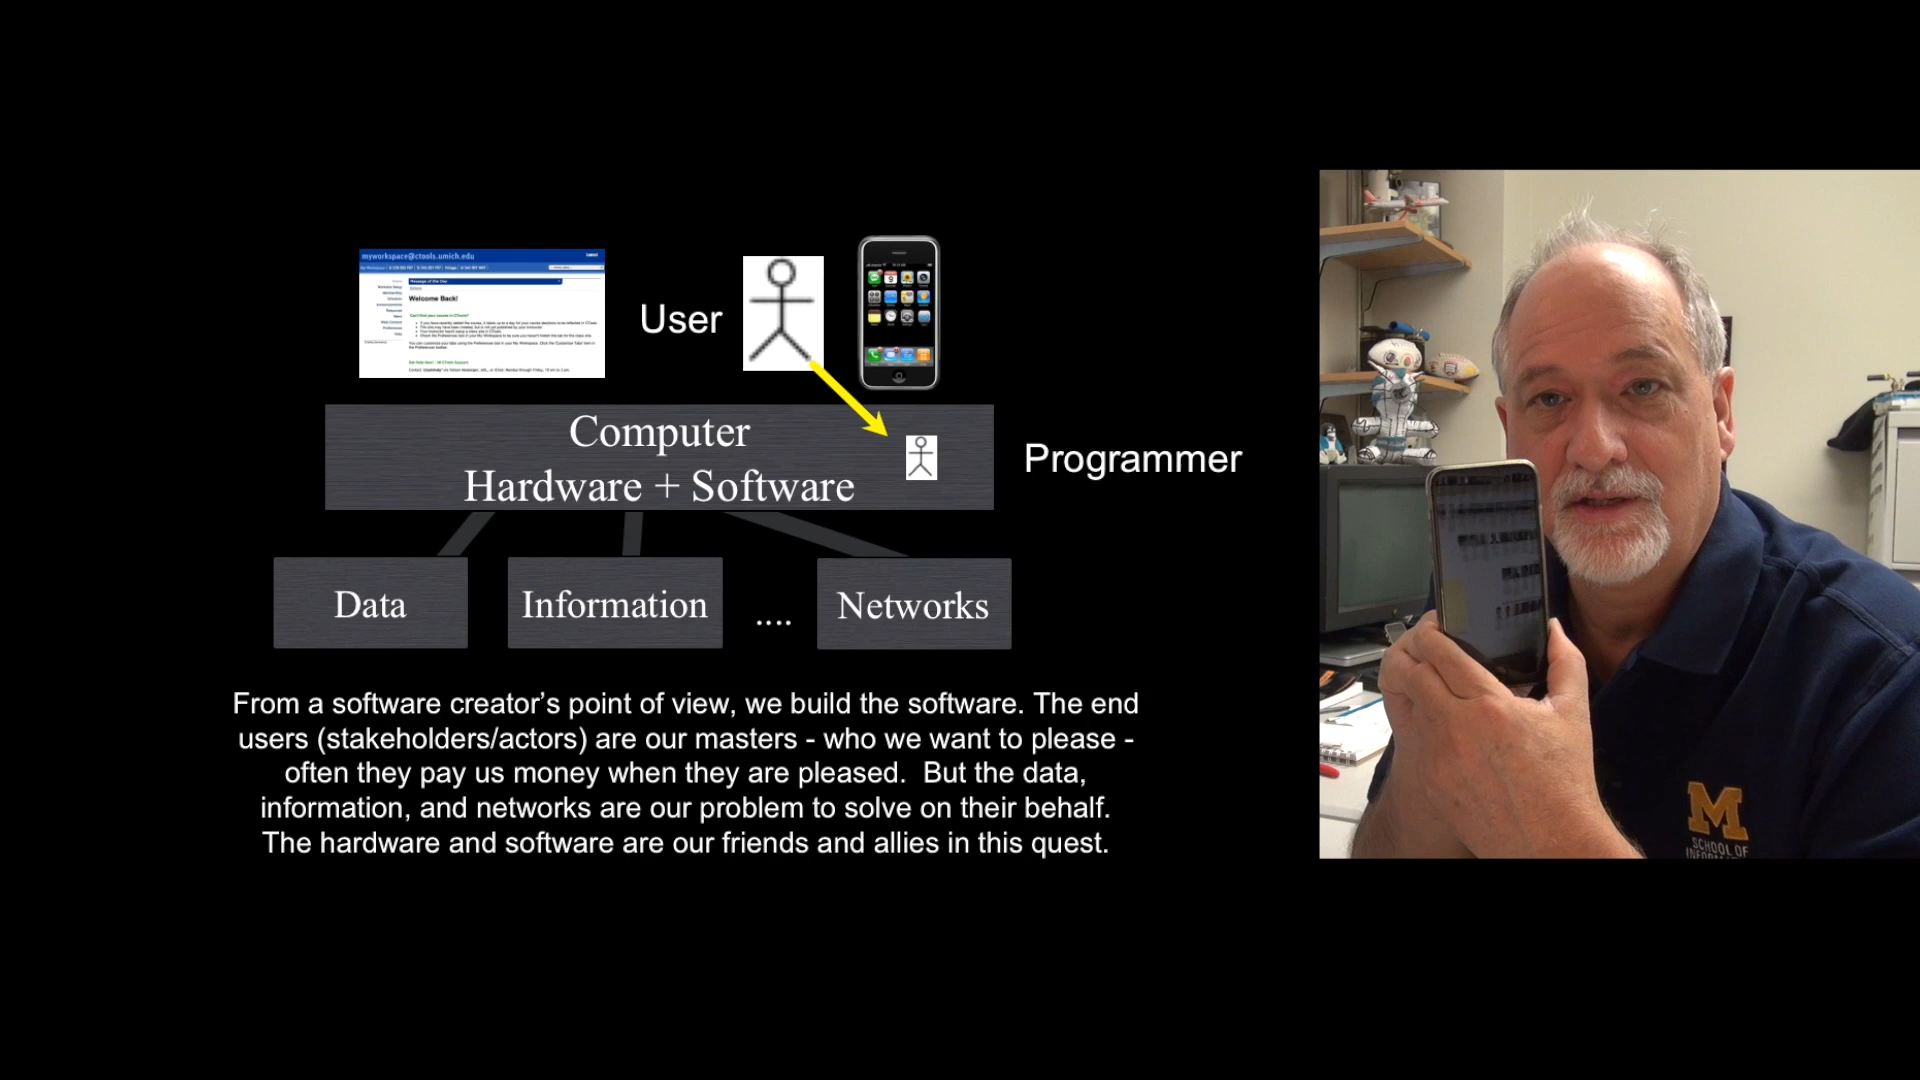 myworkspace@ctools.umich.edu
Welcome Back!
User
Computer
Hardware + Software
Programmer
Data
Information
....
Networks
From a software creator’s point of view, we build the software. The end
users (stakeholders/actors) are our masters - who we want to please -
often they pay us money when they are pleased.  But the data,
information, and networks are our problem to solve on their behalf.
The hardware and software are our friends and allies in this quest.
M
SCHOOL OF